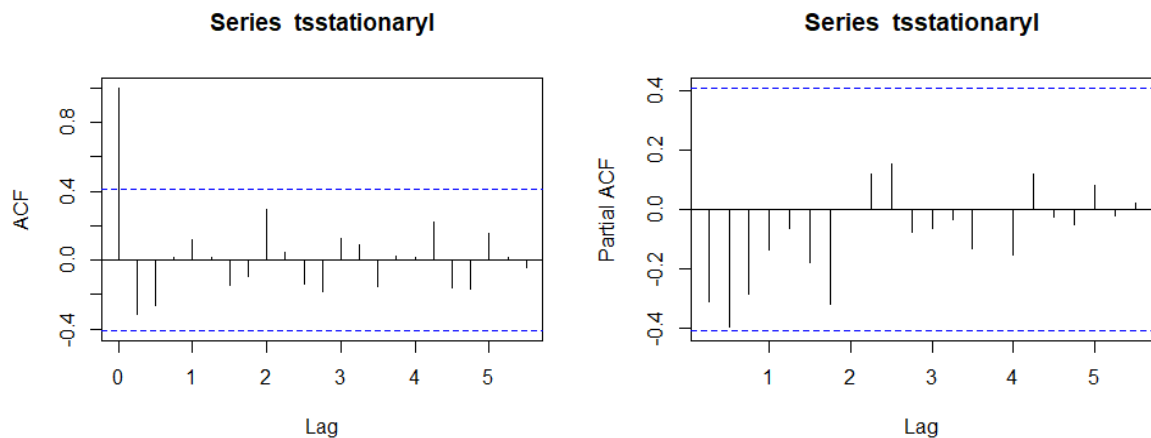 Series tsstationaryl
ACF
0.8
0.4
0.0
-0.4
0 1 2 3 4 5
Lag
Series tsstationaryl
Partial ACF
0.4
0.2
0.0
-0.2
-0.4
1 2 3 4 5
Lag